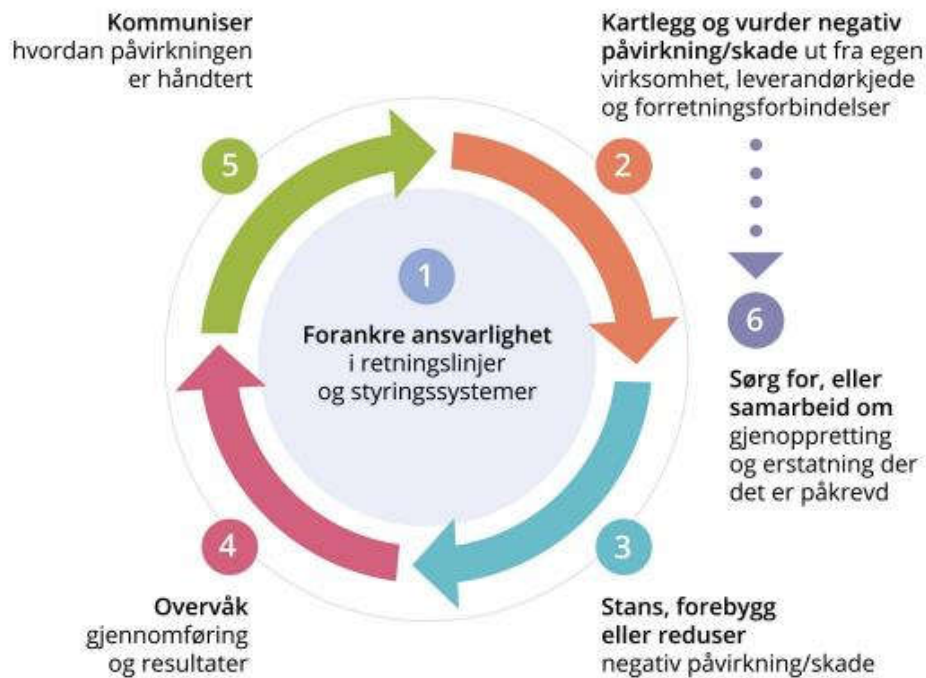 Kommuniser
hvordan påvirkningen
er håndtert
5
Kartlegg og vurder negativ
påvirkning/skade ut fra egen
virksomhet, leverandørkjede
og forretningsforbindelser
2
1
Forankre ansvarlighet
i retningslinjer
og styringssystemer
6
Sørg for, eller
samarbeid om
gjenoppretting
og erstatning der
det er påkrevd
4
Overvåk
gjennomføring
og resultater
3
Stans, forebygg
eller reduser
negativ påvirkning/skade